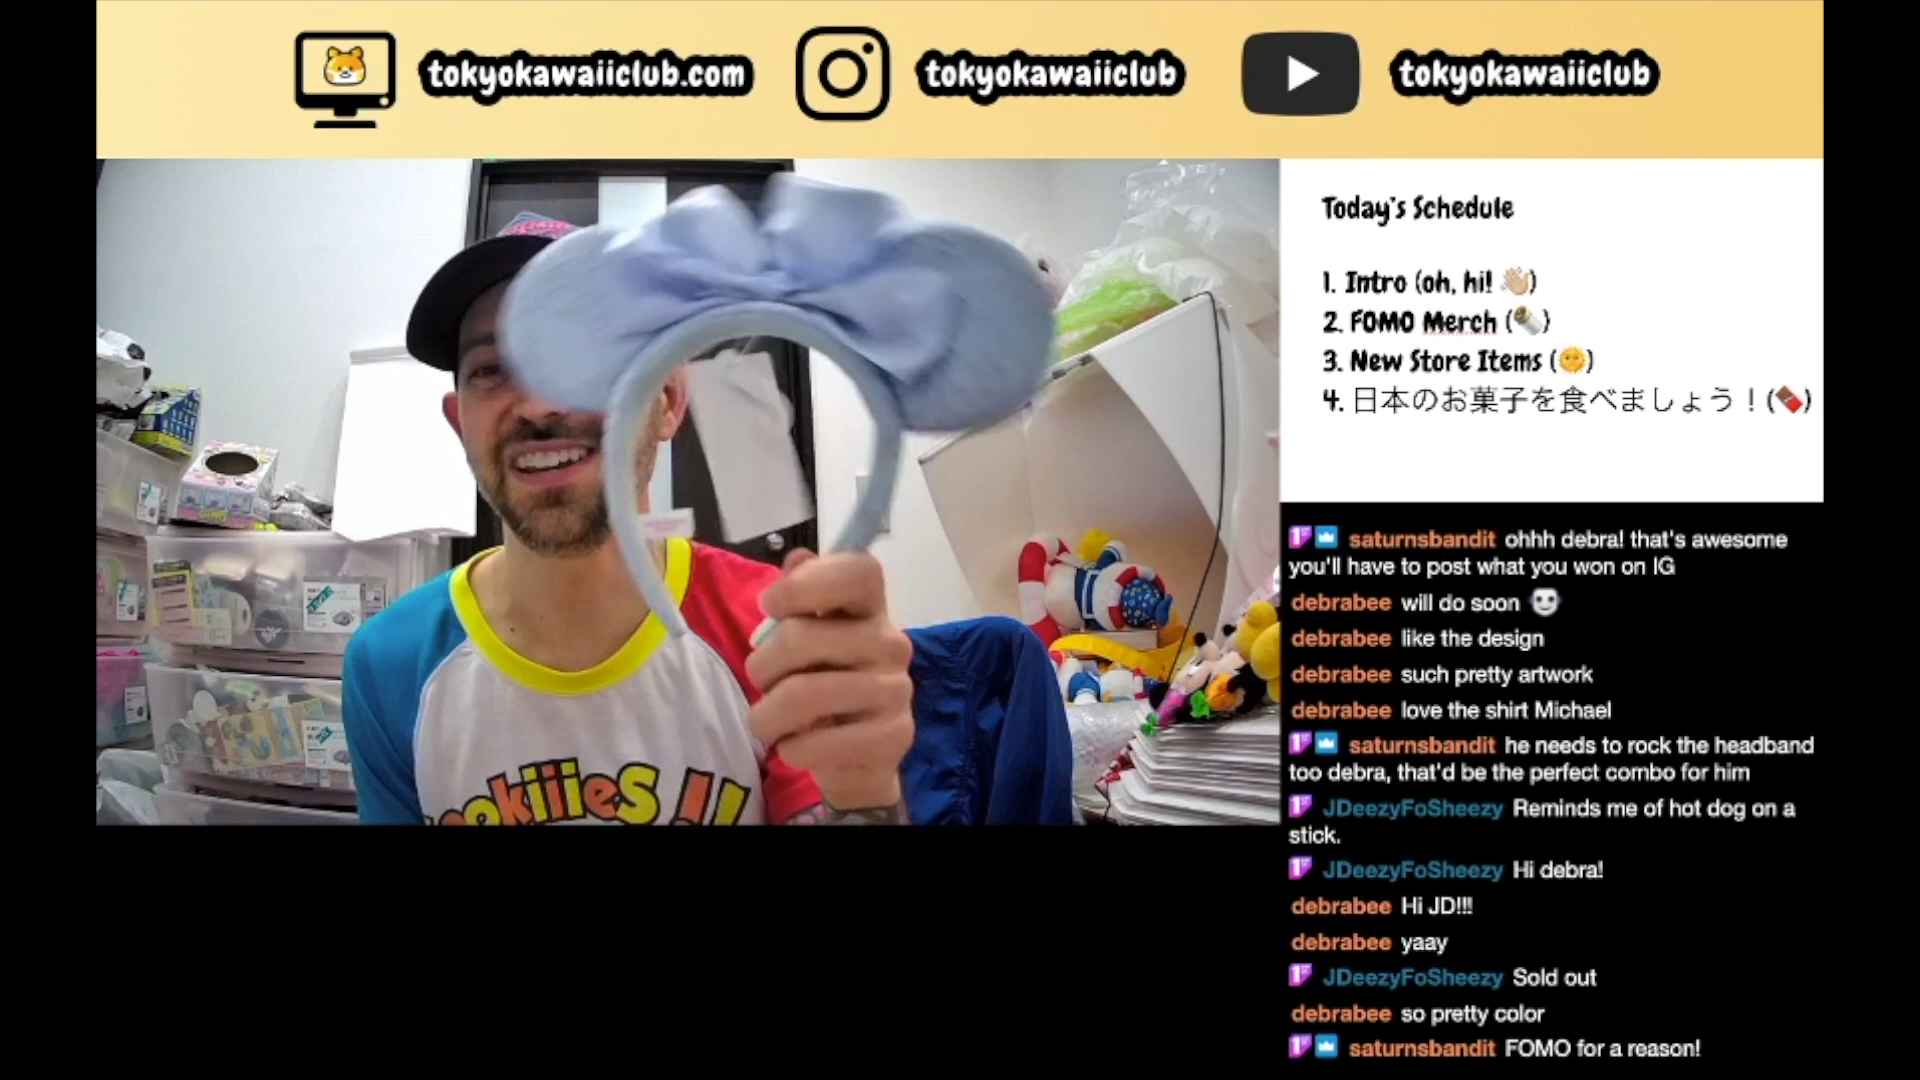 tokyokawaiiclub.com
tokyokawaiiclub
tokyokawaiiclub
Today's Schedule
1. Intro (oh, hi! 👋🏻)
2. FOMO Merch (🌯)
3. New Store Items (🌞)
4. 日本のお菓子を食べましょう！(🍫)
saturnsbandit ohhh debra! that's awesome
you'll have to post what you won on IG
debrabee will do soon
debrabee like the design
debrabee such pretty artwork
debrabee love the shirt Michael
saturnsbandit he needs to rock the headband
too debra, that'd be the perfect combo for him
JDeezyFoSheezy Reminds me of hot dog on a
stick.
JDeezyFoSheezy Hi debra!
debrabee Hi JD!!!
debrabee yaay
JDeezyFoSheezy Sold out
debrabee so pretty color
saturnsbandit FOMO for a reason!